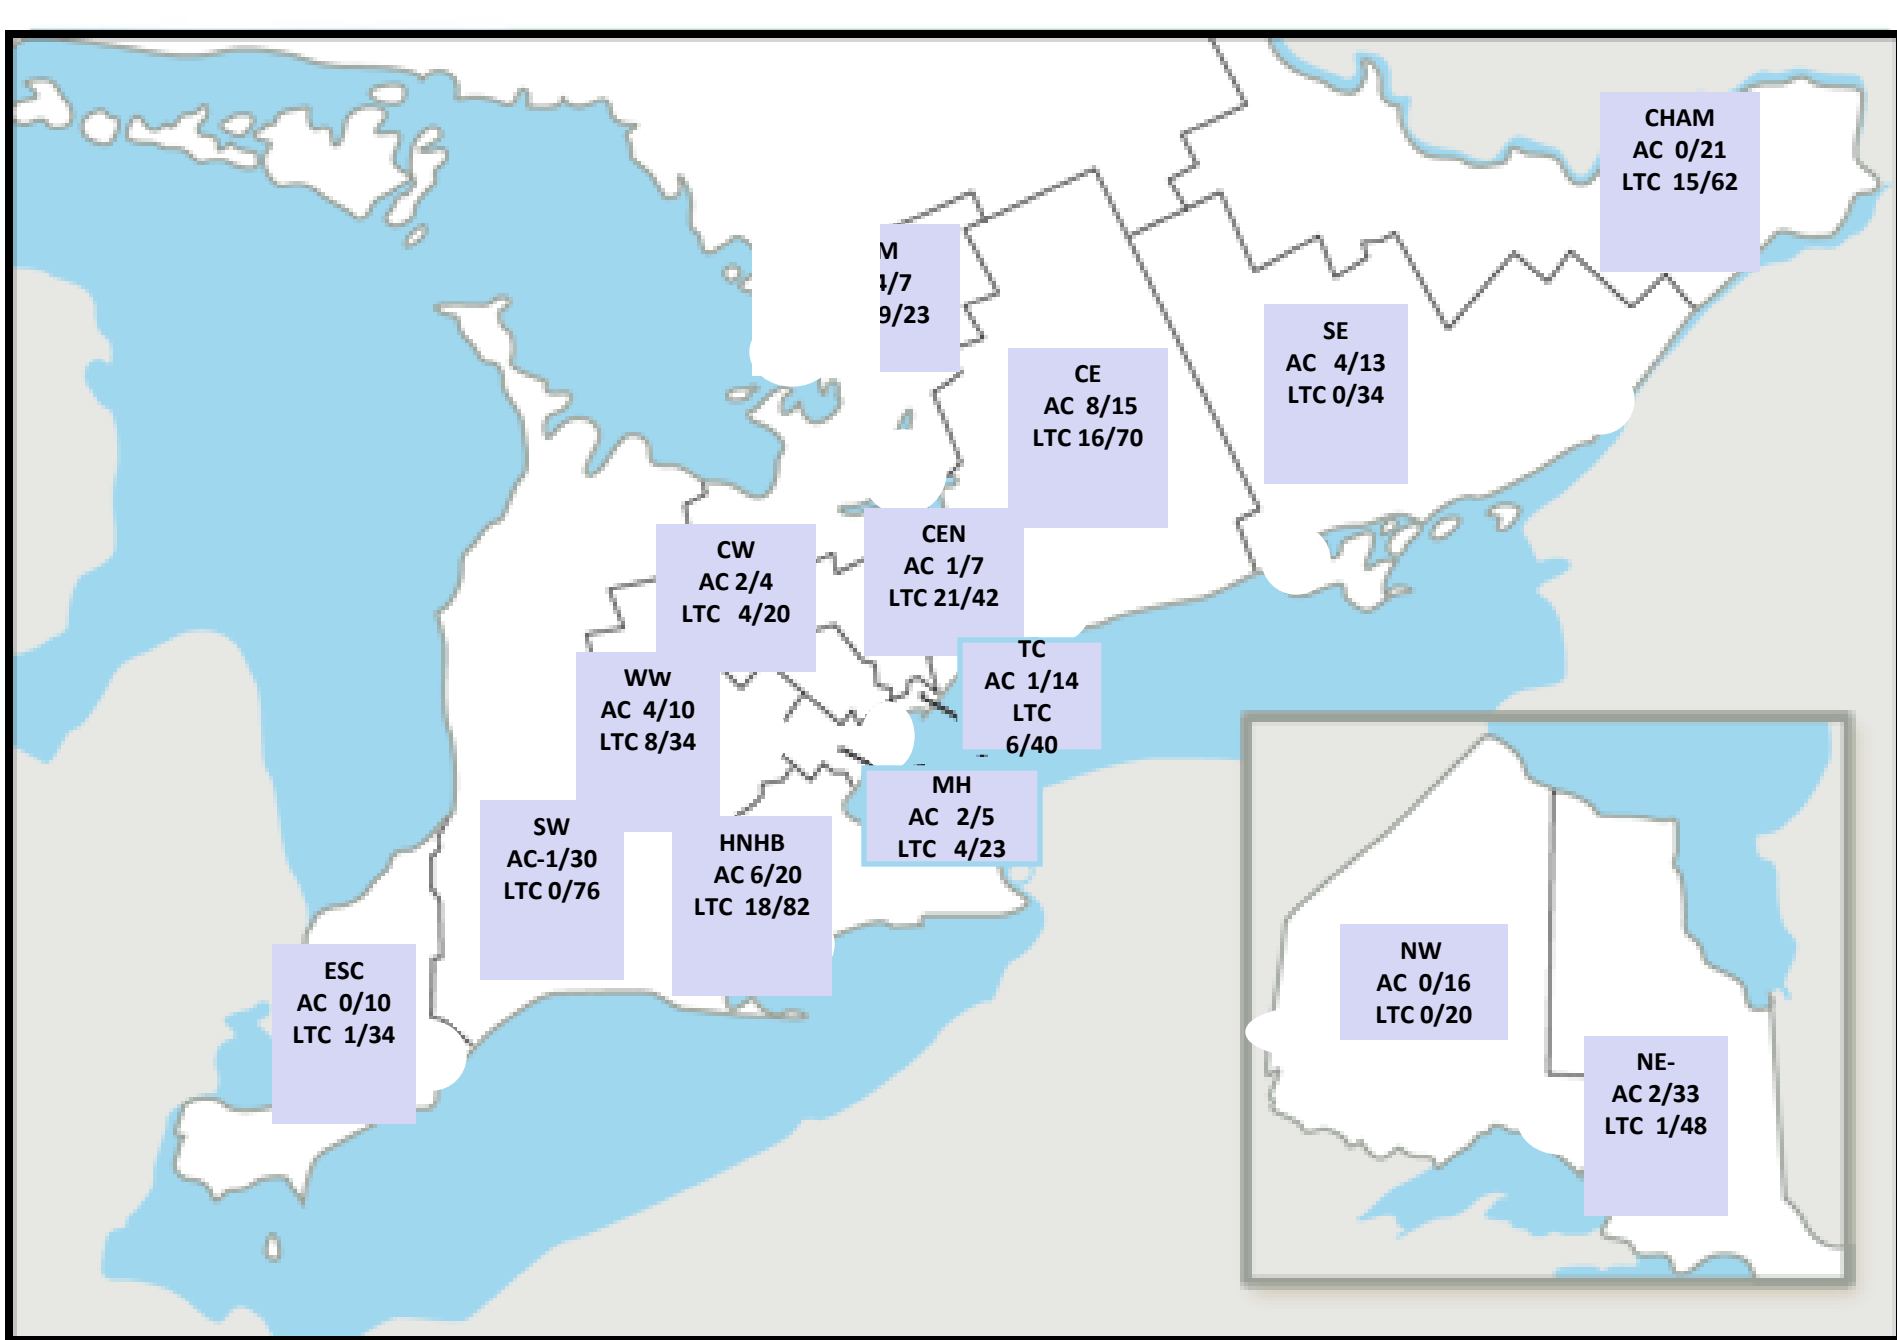 CHAM
AC 0/21
LTC 15/62
M
4/7
9/23
SE
AC 4/13
LTC 0/34
CE
AC 8/15
LTC 16/70
CEN
AC 1/7
LTC 21/42
CW
AC 2/4
LTC 4/20
TC
AC 1/14
LTC
6/40
WW
AC 4/10
LTC 8/34
MH
AC 2/5
LTC 4/23
SW
AC-1/30
LTC 0/76
HNHB
AC 6/20
LTC 18/82
ESC
AC 0/10
LTC 1/34
NW
AC 0/16
LTC 0/20
NE-
AC 2/33
LTC 1/48